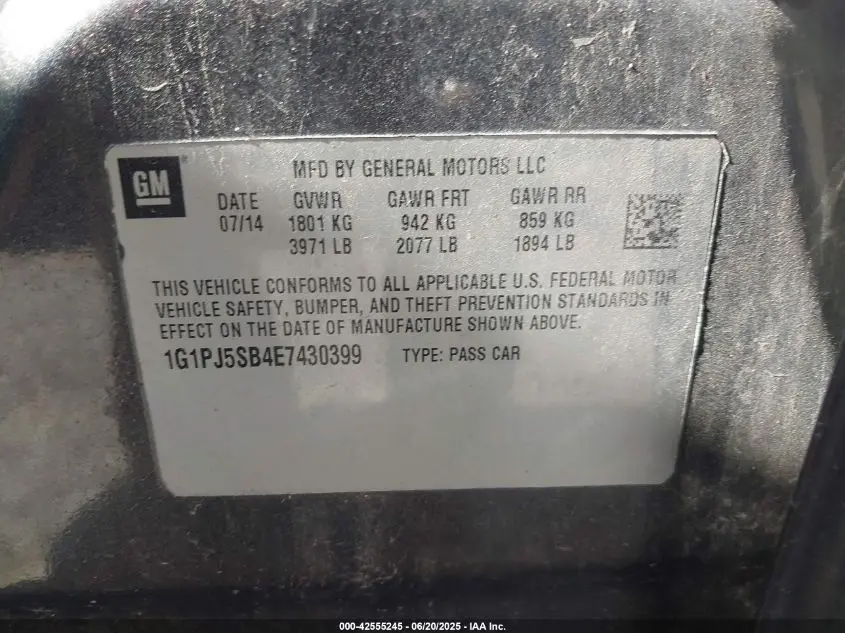 GM
MFD BY GENERAL MOTORS LLC
DATE GVWR GAWR FRT GAWR RR
07/14 1801 KG 942 KG 859 KG
3971 LB 2077 LB 1894 LB
THIS VEHICLE CONFORMS TO ALL APPLICABLE U.S. FEDERAL MOTOR
VEHICLE SAFETY, BUMPER, AND THEFT PREVENTION STANDARDS IN
EFFECT ON THE DATE OF MANUFACTURE SHOWN ABOVE.
1G1PJ5SB4E7430399 TYPE: PASS CAR
000-42555245 - 06/20/2025 - IAA Inc.